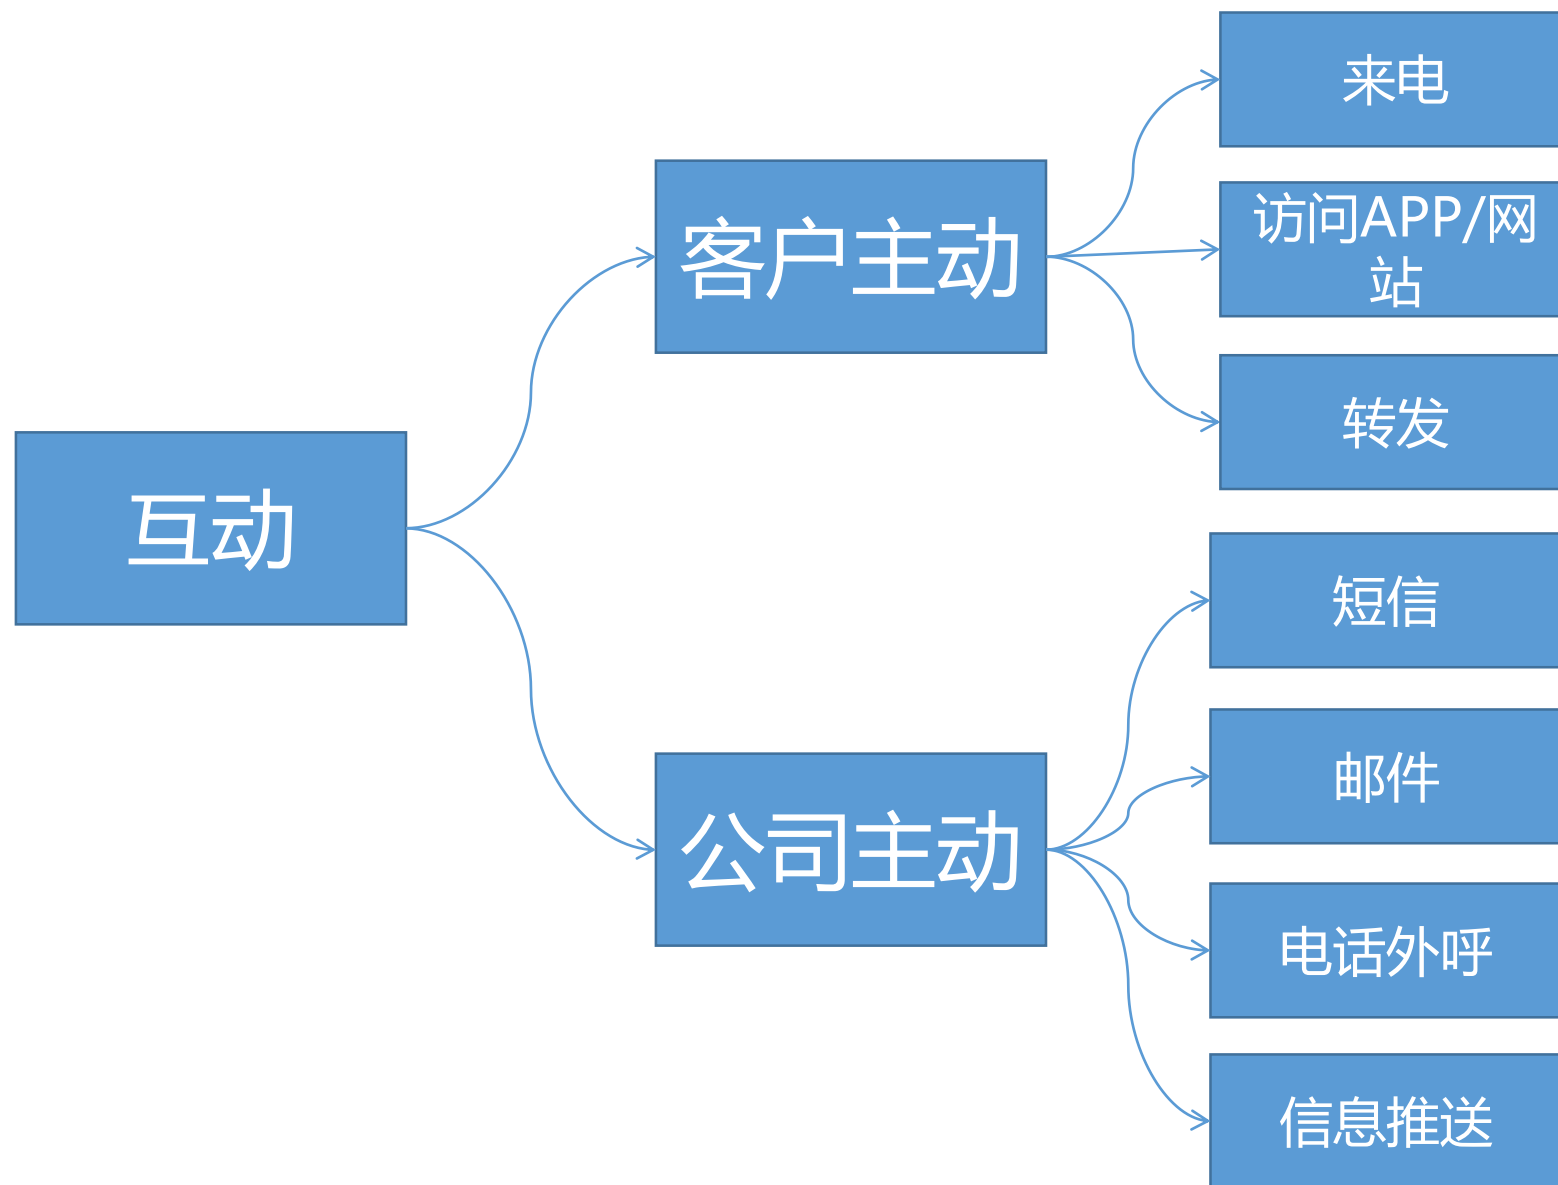 来电
访问APP/网
站
客户主动
转发
互动
短信
邮件
公司主动
电话外呼
信息推送